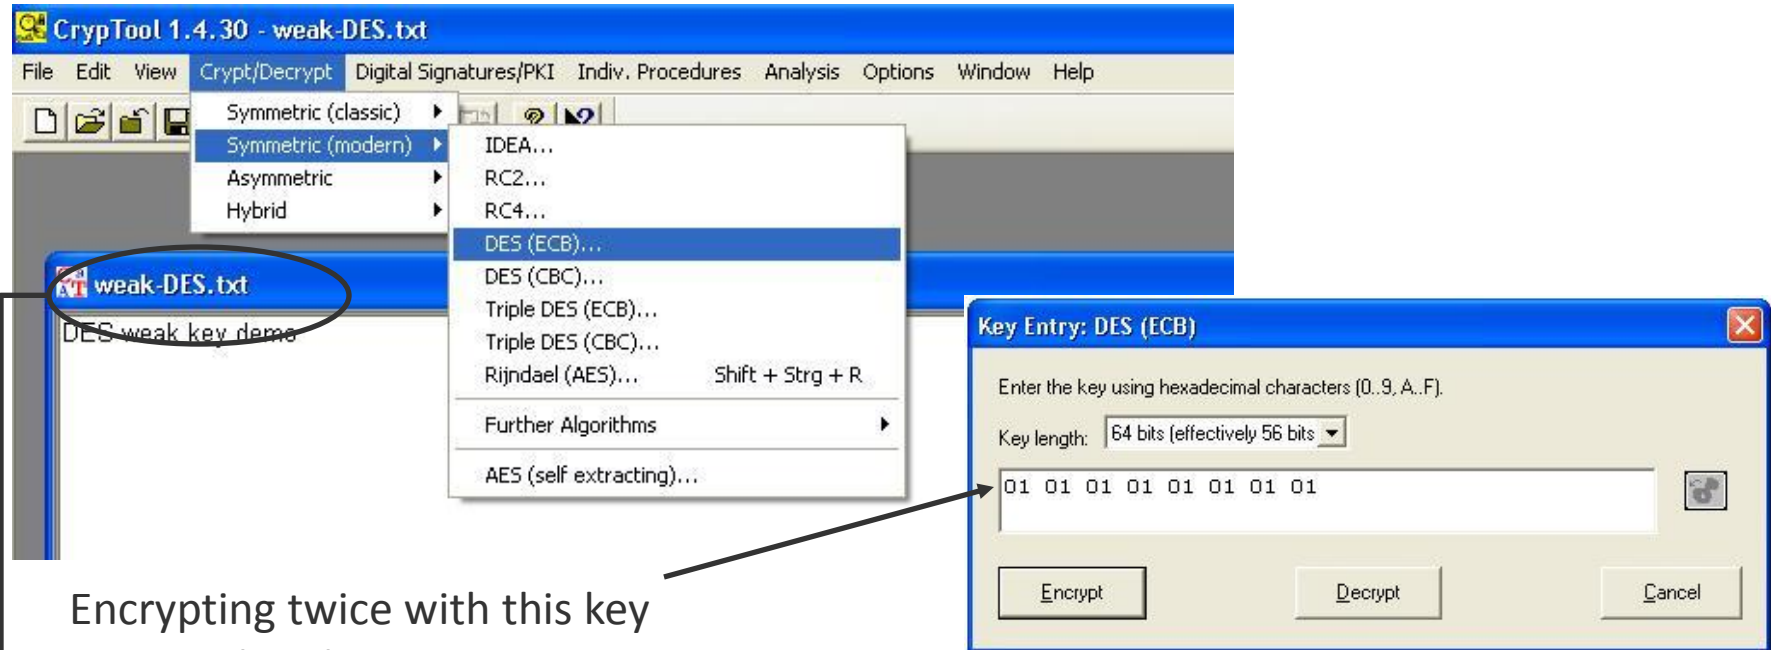 CrypTool 1.4.30 - weak-DES.txt
File Edit View Crypt/Decrypt Digital Signatures/PKI Indiv. Procedures Analysis Options Window Help
Symmetric (classic)
Symmetric (modern)
Asymmetric
Hybrid
IDEA...
RC2...
RC4...
DES (ECB)...
DES (CBC)...
Triple DES (ECB)...
Triple DES (CBC)...
Rijndael (AES)... Shift + Strg + R
Further Algorithms
AES (self extracting)...
weak-DES.txt
DES weak key demo
Key Entry: DES (ECB)
Enter the key using hexadecimal characters (0..9, A..F).
Key length: 64 bits (effectively 56 bits
01 01 01 01 01 01 01 01
Encrypt Decrypt Cancel
Encrypting twice with this key